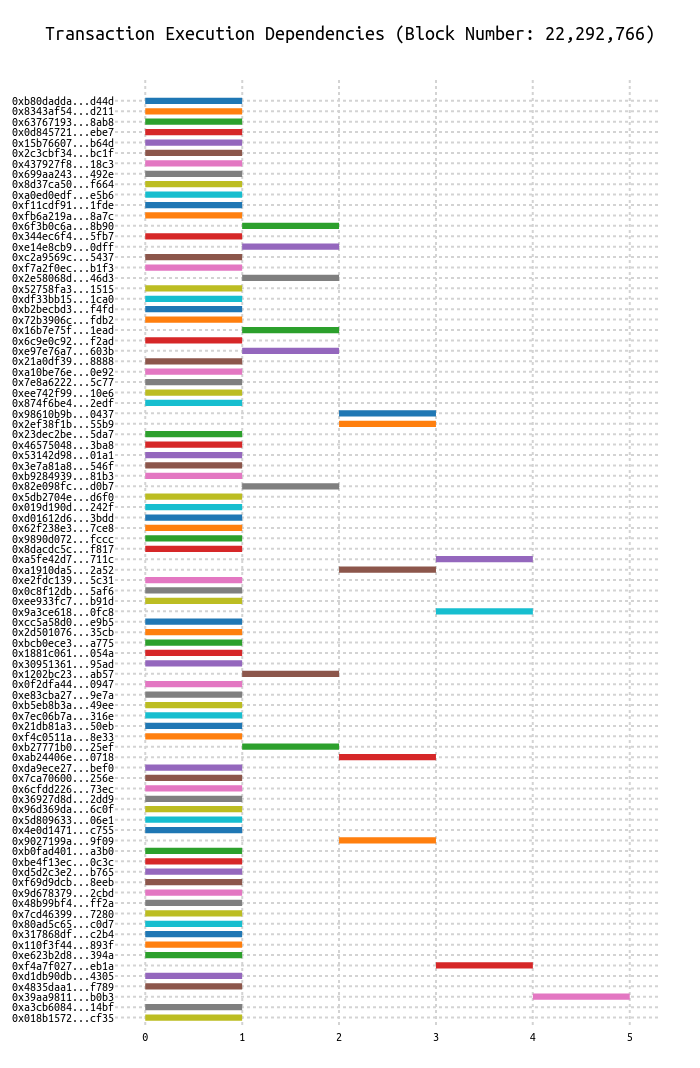 Transaction Execution Dependencies (Block Number: 22,292,766)
0xb80dadda...d44d
0x8343af54...d211
0x63767193...8ab8
0x0d845721...ebe7
0x15b76607...b64d
0x2c3cbf34...bc1f
0x437927f8...18c3
0x699aa243...492e
0x8d37ca50...f664
0xa0ed0edf...e5b6
0xf11cdf91...1fde
0xfb6a219a...8a7c
0x6f3b0c6a...8b90
0x344ec6f4...5fb7
0xe14e8cb9...0dff
0xc2a9569c...5437
0xf7a2f0ec...b1f3
0x2e58068d...46d3
0x52758fa3...1515
0xdf33bb15...1ca0
0xb2becbd3...f4fd
0x72b3906c...fdb2
0x16b7e75f...1ead
0x6c9e0c92...f2ad
0xe97e76a7...603b
0x21a0df39...8888
0xa10be76e...0e92
0x7e8a6222...5c77
0xee742f99...10e6
0x874f6be4...2edf
0x98610b9b...0437
0x2ef38f1b...55b9
0x23dec2be...5da7
0x46575048...3ba8
0x53142d98...01a1
0x3e7a81a8...546f
0xb9284939...81b3
0x82e098fc...d0b7
0x5db2704e...d6f0
0x019d190d...242f
0xd01612d6...3bdd
0x62f238e3...7ce8
0x9890d072...fccc
0x8dacdc5c...f817
0xa5fe42d7...711c
0xa1910da5...2a52
0xe2fdc139...5c31
0x0c8f12db...5af6
0xee933fc7...b91d
0x9a3ce618...0fc8
0xcc5a58d0...e9b5
0x2d501076...35cb
0xbcb0ece3...a775
0x1881c061...054a
0x30951361...95ad
0x1202bc23...ab57
0x0f2dfa44...0947
0xe83cba27...9e7a
0xb5eb8b3a...49ee
0x7ec06b7a...316e
0x21db81a3...50eb
0xf4c0511a...8e33
0xb27771b0...25ef
0xab24406e...0718
0xda9ece27...bef0
0x7ca70600...256e
0x6cfdd226...73ec
0x36927d8d...2dd9
0x96d369da...6c0f
0x5d809633...06e1
0x4e0d1471...c755
0x9027199a...9f09
0xb0fad401...a3b0
0xbe4f13ec...0c3c
0xd5d2c3e2...b765
0xf69d9dcb...8eeb
0x9d678379...2cbd
0x48b99bf4...ff2a
0x7cd46399...7280
0x80ad5c65...c0d7
0x317868df...c2b4
0x110f3f44...893f
0xe623b2d8...394a
0xf4a7f027...eb1a
0xd1db90db...4305
0x4835daa1...f789
0x39aa9811...b0b3
0xa3cb6084...14bf
0x018b1572...cf35
0 1 2 3 4 5